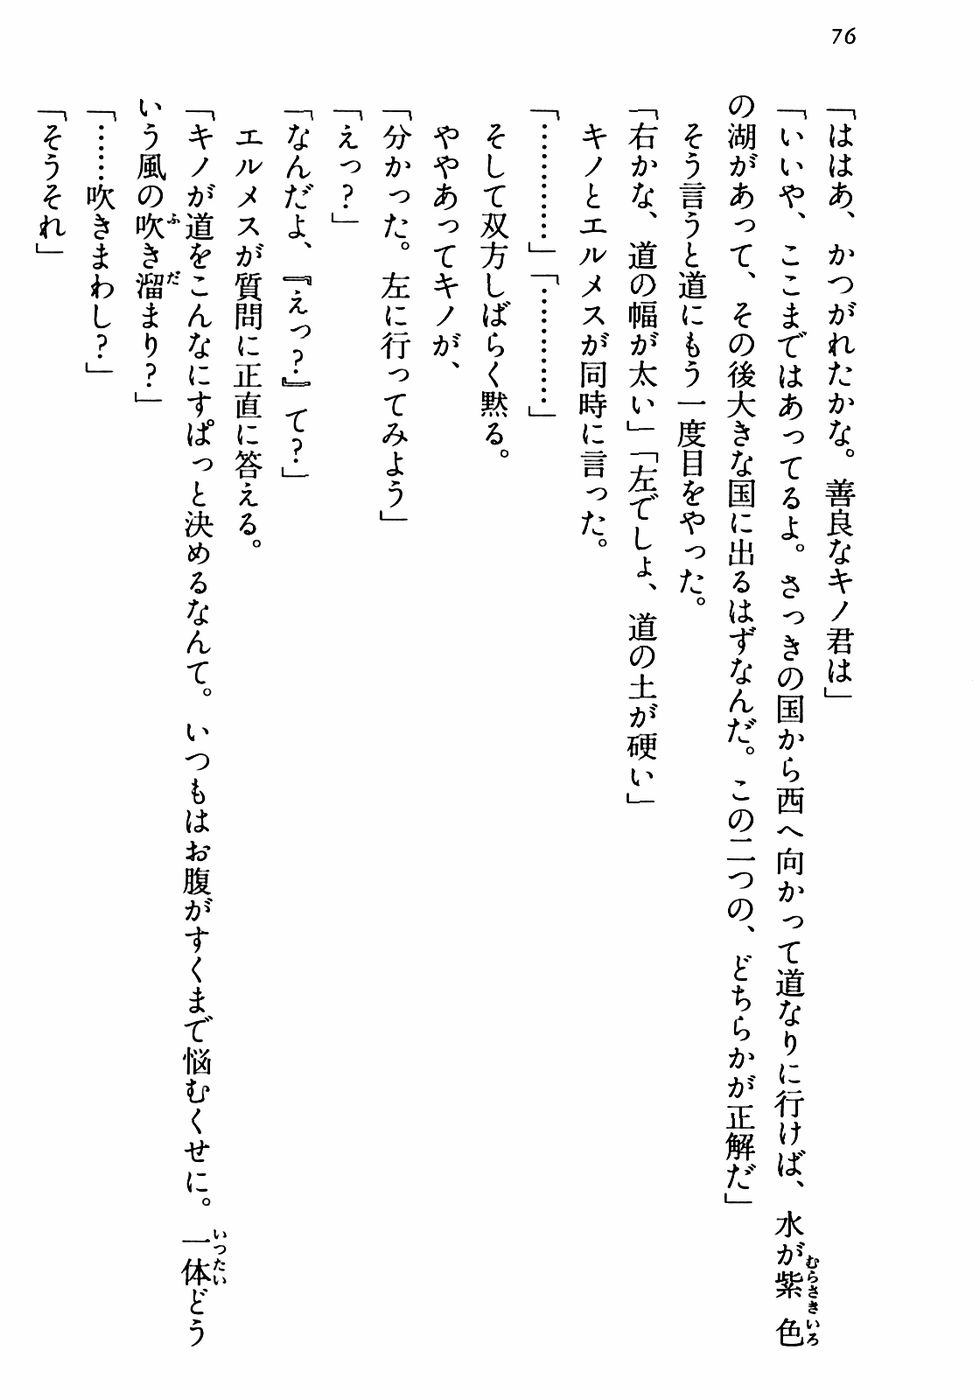 76
「ははあ、かつがれたかな。善良なキノ君は」
「いいや、ここまではあってるよ。さっきの国から西へ向かって道なりに行けば、水が紫色
の湖があって、その後大きな国に出るはずなんだ。この二つの、どちらかが正解だ」
そう言うと道にもう一度目をやった。
「右かな、道の幅が太い」「左でしょ、道の土が硬い」
キノとエルメスが同時に言った。
「…………」「…………」
そして双方しばらく黙る。
ややあってキノが、
「分かった。左に行ってみよう」
「えっ？」
「なんだよ、『えっ？』て？」
エルメスが質問に正直に答える。
「キノが道をこんなにすぱっと決めるなんて。いつもはお腹がすくまで悩むくせに。一体どう
いう風の吹き溜まり？」
「……吹きまわし？」
「そうそれ」